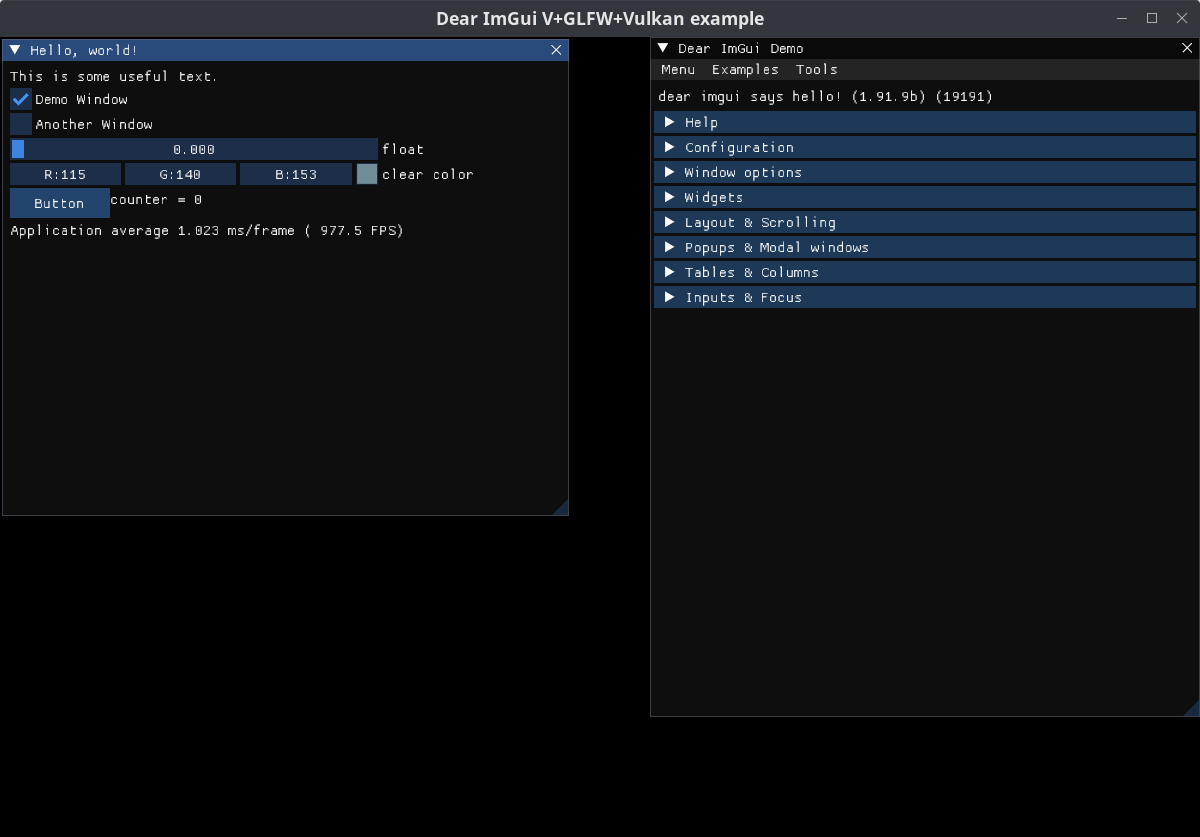 Dear ImGui V+GLFW+Vulkan example
Hello, world!
This is some useful text.
Demo Window
Another Window
0.000 float
R:115 G:140 B:153 clear color
Button counter = 0
Application average 1.023 ms/frame ( 977.5 FPS)
Dear ImGui Demo
Menu Examples Tools
dear imgui says hello! (1.91.9b) (19191)
Help
Configuration
Window options
Widgets
Layout & Scrolling
Popups & Modal windows
Tables & Columns
Inputs & Focus